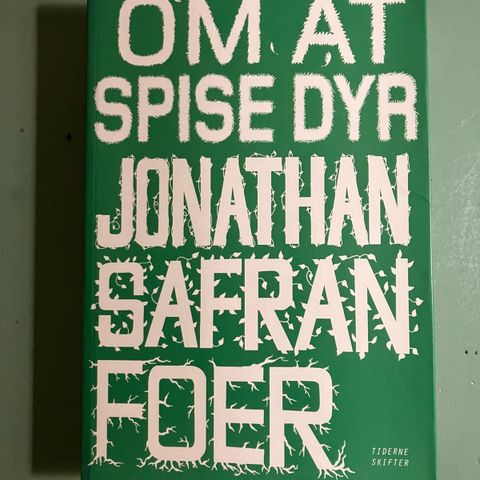 OM AT
SPISE DYR
JONATHAN
SAFRAN
FOER
TIDERNE
SKIFTER